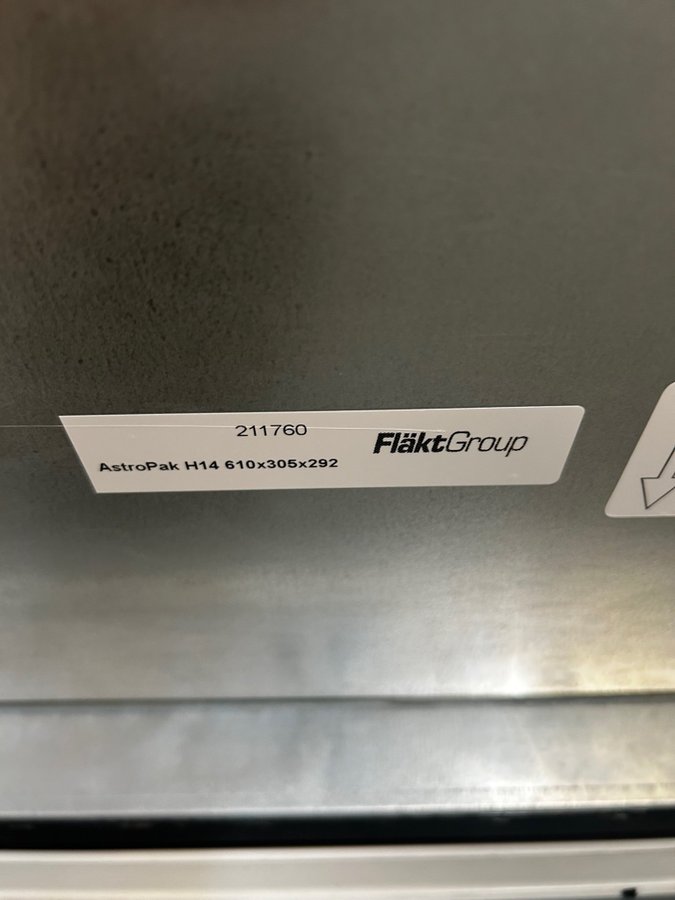 211760
FläktGroup
AstroPak H14 610x305x292